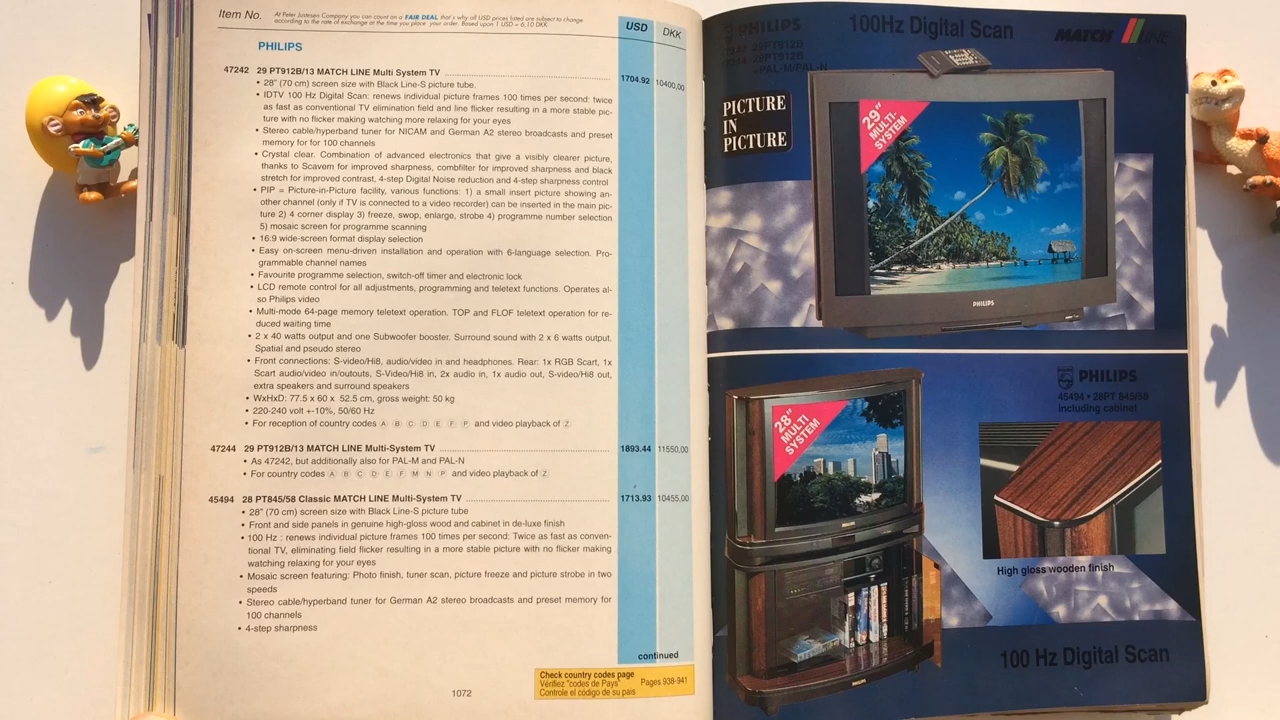 Item No. At Peter Justesen Company you can count on a FAIR DEAL that's why all USD prices listed are subject to change
according to the rate of exchange at the time you place your order. Based upon 1 USD = 6,10 DKK
USD DKK
PHILIPS
47242 29 PT912B/13 MATCH LINE Multi System TV 1704.92 10400,00
• 28" (70 cm) screen size with Black Line-S picture tube.
• IDTV 100 Hz Digital Scan: renews individual picture frames 100 times per second: twice
as fast as conventional TV elimination field and line flicker resulting in a more stable pic-
ture with no flicker making watching more relaxing for your eyes
• Stereo cable/hyperband tuner for NICAM and German A2 stereo broadcasts and preset
memory for for 100 channels
• Crystal clear. Combination of advanced electronics that give a visibly clearer picture,
thanks to Scavem for improved sharpness, combfilter for improved sharpness and black
stretch for improved contrast, 4-step Digital Noise reduction and 4-step sharpness control
• PIP = Picture-in-Picture facility, various functions: 1) a small insert picture showing an-
other channel (only if TV is connected to a video recorder) can be inserted in the main pic-
ture 2) 4 corner display 3) freeze, swop, enlarge, strobe 4) programme number selection
5) mosaic screen for programme scanning
• 16:9 wide-screen format display selection
• Easy on-screen menu-driven installation and operation with 6-language selection. Pro-
grammable channel names
• Favourite programme selection, switch-off timer and electronic lock
• LCD remote control for all adjustments, programming and teletext functions. Operates al-
so Philips video
• Multi-mode 64-page memory teletext operation. TOP and FLOF teletext operation for re-
duced waiting time
• 2 x 40 watts output and one Subwoofer booster. Surround sound with 2 x 6 watts output.
Spatial and pseudo stereo
• Front connections: S-video/Hi8, audio/video in and headphones. Rear: 1x RGB Scart, 1x
Scart audio/video in/outouts, S-Video/Hi8 in, 2x audio in, 1x audio out, S-video/Hi8 out,
extra speakers and surround speakers
• WxHxD: 77.5 x 60 x 52.5 cm, gross weight: 50 kg
• 220-240 volt +-10%, 50/60 Hz
• For reception of country codes A B C D E F P and video playback of Z
47244 29 PT912B/13 MATCH LINE Multi-System TV 1893.44 11550,00
• As 47242, but additionally also for PAL-M and PAL-N
• For country codes A B C D E F M N P and video playback of Z
45494 28 PT845/58 Classic MATCH LINE Multi-System TV 1713.93 10455,00
• 28" (70 cm) screen size with Black Line-S picture tube
• Front and side panels in genuine high-gloss wood and cabinet in de-luxe finish
• 100 Hz : renews individual picture frames 100 times per second: Twice as fast as conven-
tional TV, eliminating field flicker resulting in a more stable picture with no flicker making
watching relaxing for your eyes
• Mosaic screen featuring: Photo finish, tuner scan, picture freeze and picture strobe in two
speeds
• Stereo cable/hyperband tuner for German A2 stereo broadcasts and preset memory for
100 channels
• 4-step sharpness
continued
Check country codes page
Vérifiez "codes de Pays" Pages 938-941
Controle el código de su pais
1072
PHILIPS
29PT912B
29PT912B
+PAL-M/PAL-N
100Hz Digital Scan
MATCH LINE
PICTURE
IN
PICTURE
29"
MULTI-
SYSTEM
PHILIPS
PHILIPS
45494 • 28PT 845/58
including cabinet
28"
MULTI
SYSTEM
PHILIPS
High gloss wooden finish
100 Hz Digital Scan
PHILIPS